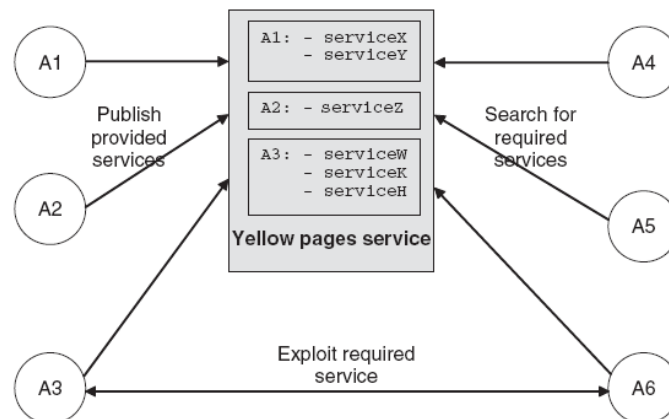 A1
A1: - serviceX
- serviceY
A4
Publish
provided
services
A2: - serviceZ
Search for
required
services
A3: - serviceW
- serviceK
- serviceH
A2
A5
Yellow pages service
Exploit required
service
A3
A6